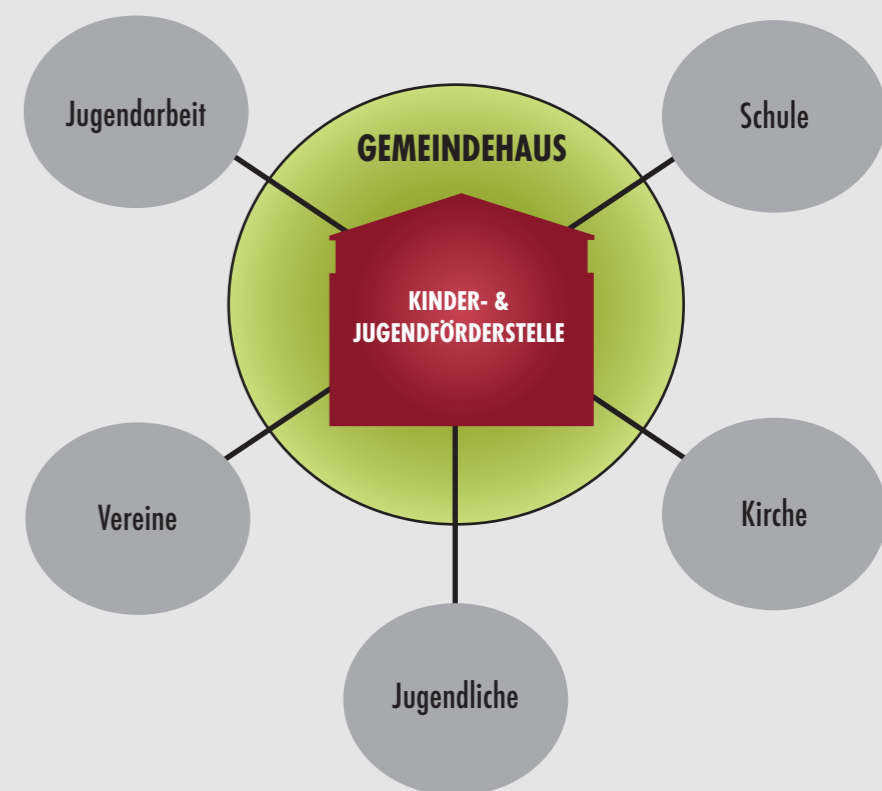 Jugendarbeit
Schule
GEMEINDEHAUS
KINDER- &
JUGENDFÖRDERSTELLE
Vereine
Kirche
Jugendliche